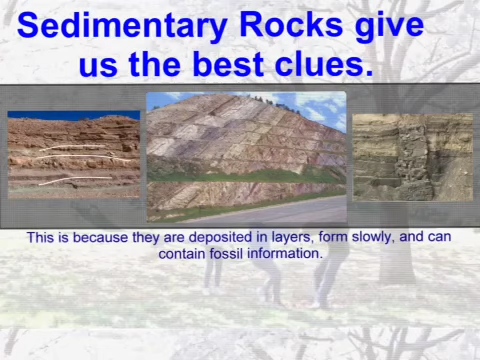 Sedimentary Rocks give
us the best clues.
This is because they are deposited in layers, form slowly, and can
contain fossil information.